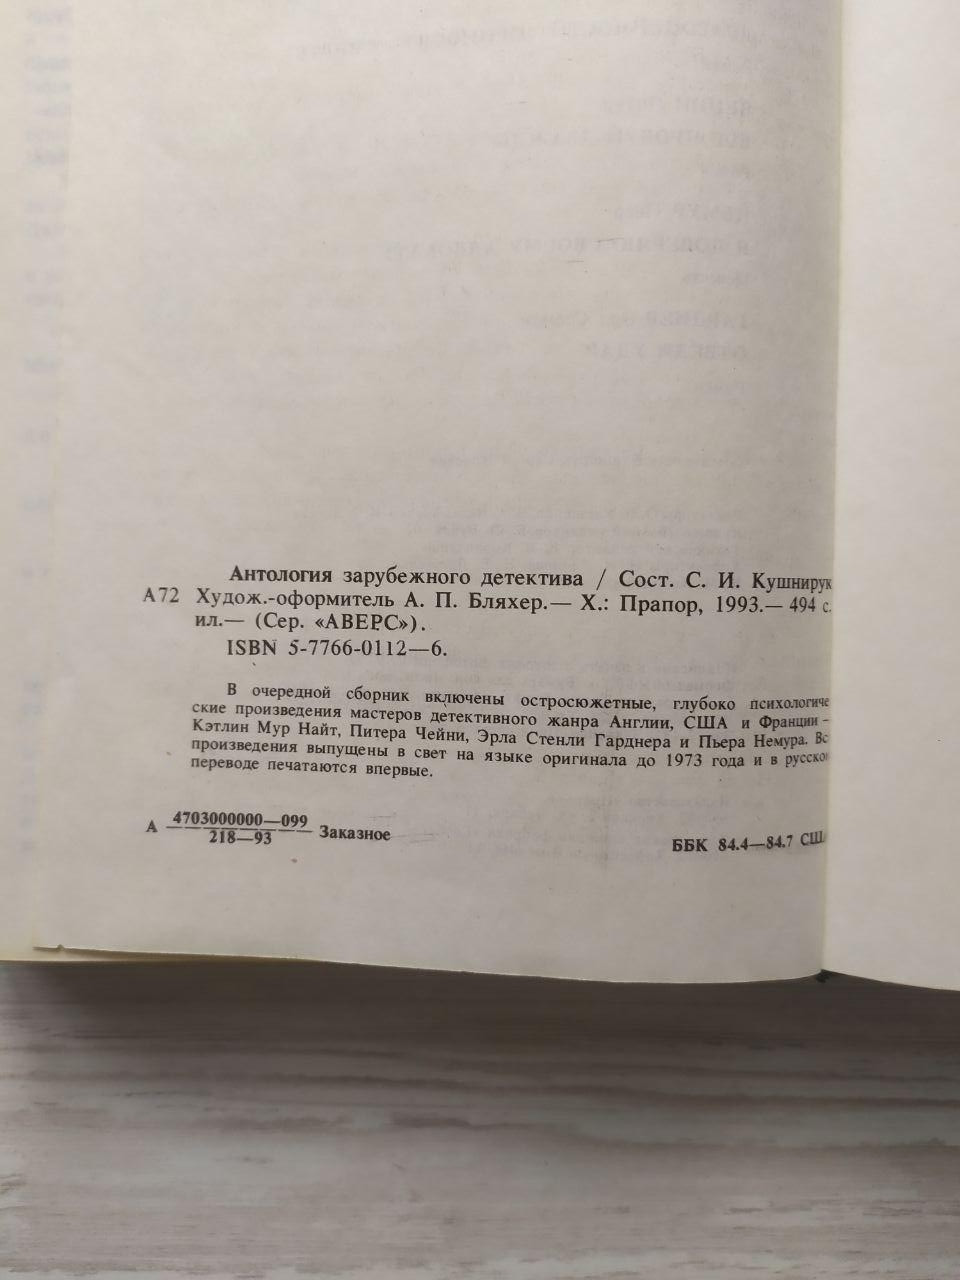 Антология зарубежного детектива / Сост. С. И. Кушнирук
А72 Худож.-оформитель А. П. Бляхер.— Х.: Прапор, 1993.— 494 с.
ил.— (Сер. «АВЕРС»).
ISBN 5-7766-0112—6.
В очередной сборник включены остросюжетные, глубоко психологиче
ские произведения мастеров детективного жанра Англии, США и Франции –
Кэтлин Мур Найт, Питера Чейни, Эрла Стенли Гарднера и Пьера Немура. Вс
произведения выпущены в свет на языке оригинала до 1973 года и в русско
переводе печатаются впервые.
А 4703000000—099
218—93 Заказное
ББК 84.4—84.7 США